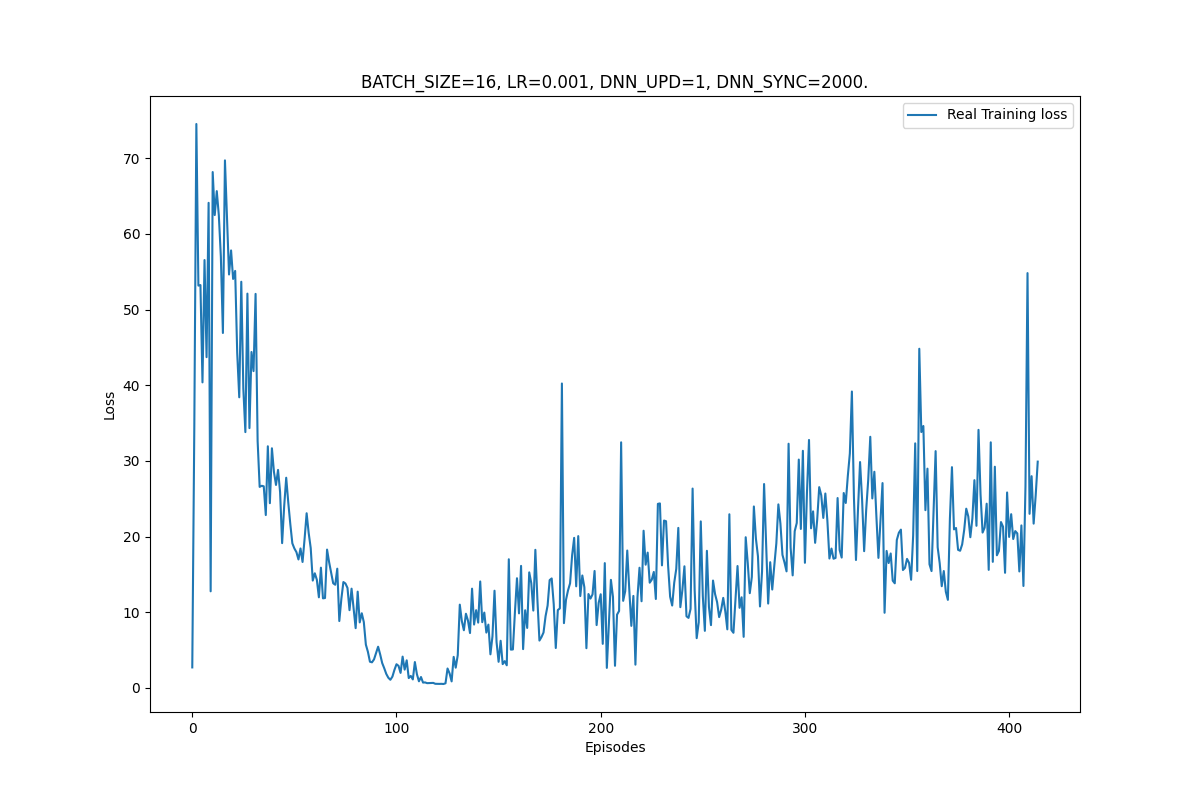 BATCH_SIZE=16, LR=0.001, DNN_UPD=1, DNN_SYNC=2000.
Real Training loss
70
60
50
40
30
20
10
0
Loss
0 100 200 300 400
Episodes